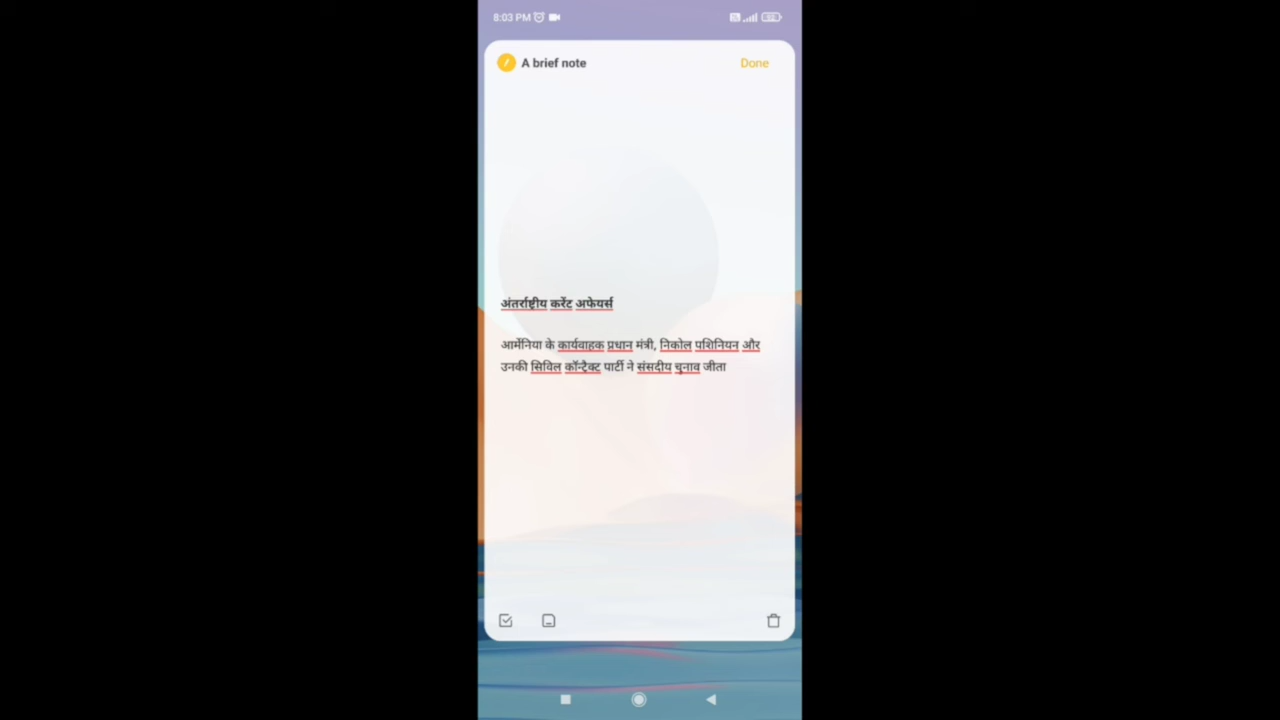 8:03 PM
A brief note
Done
अंतर्राष्ट्रीय करेंट अफेयर्स
आर्मेनिया के कार्यवाहक प्रधान मंत्री, निकोल पशिनियन और
उनकी सिविल कॉन्ट्रैक्ट पार्टी ने संसदीय चुनाव जीता